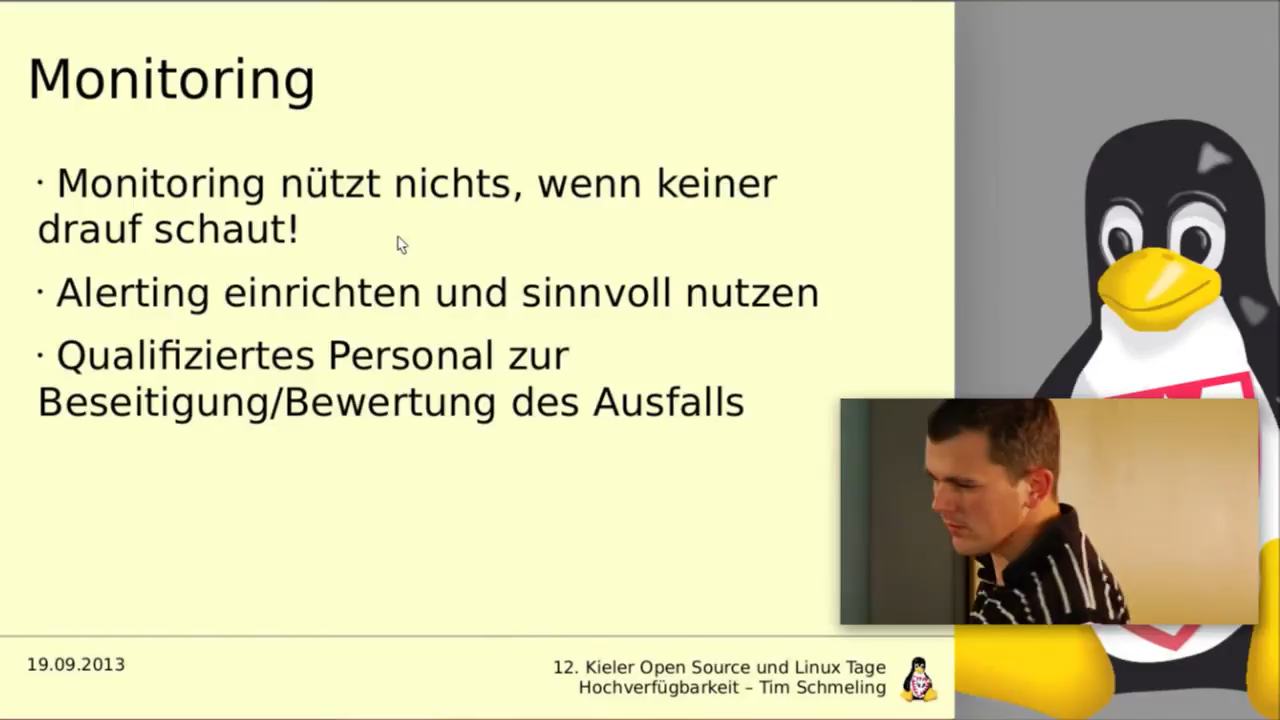 Monitoring
· Monitoring nützt nichts, wenn keiner
drauf schaut!
· Alerting einrichten und sinnvoll nutzen
· Qualifiziertes Personal zur
Beseitigung/Bewertung des Ausfalls
19.09.2013
12. Kieler Open Source und Linux Tage
Hochverfügbarkeit – Tim Schmeling